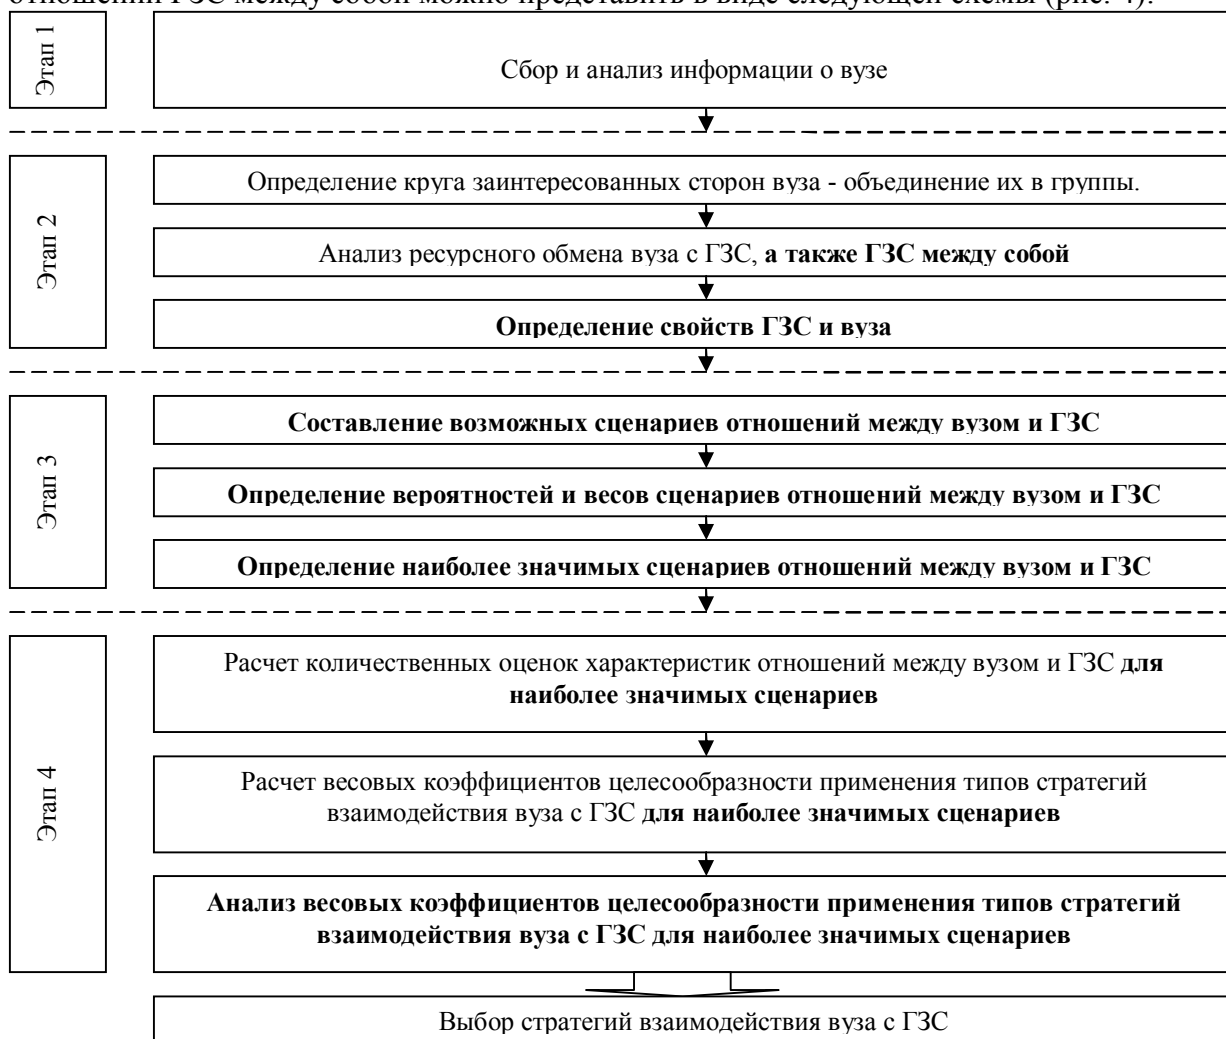 отношений ГЗС между собой можно представить в виде следующей схемы (рис. 4).
Этап 1
Сбор и анализ информации о вузе
Этап 2
Определение круга заинтересованных сторон вуза - объединение их в группы.
Анализ ресурсного обмена вуза с ГЗС, а также ГЗС между собой
Определение свойств ГЗС и вуза
Этап 3
Составление возможных сценариев отношений между вузом и ГЗС
Определение вероятностей и весов сценариев отношений между вузом и ГЗС
Определение наиболее значимых сценариев отношений между вузом и ГЗС
Этап 4
Расчет количественных оценок характеристик отношений между вузом и ГЗС для
наиболее значимых сценариев
Расчет весовых коэффициентов целесообразности применения типов стратегий
взаимодействия вуза с ГЗС для наиболее значимых сценариев
Анализ весовых коэффициентов целесообразности применения типов стратегий
взаимодействия вуза с ГЗС для наиболее значимых сценариев
Выбор стратегий взаимодействия вуза с ГЗС